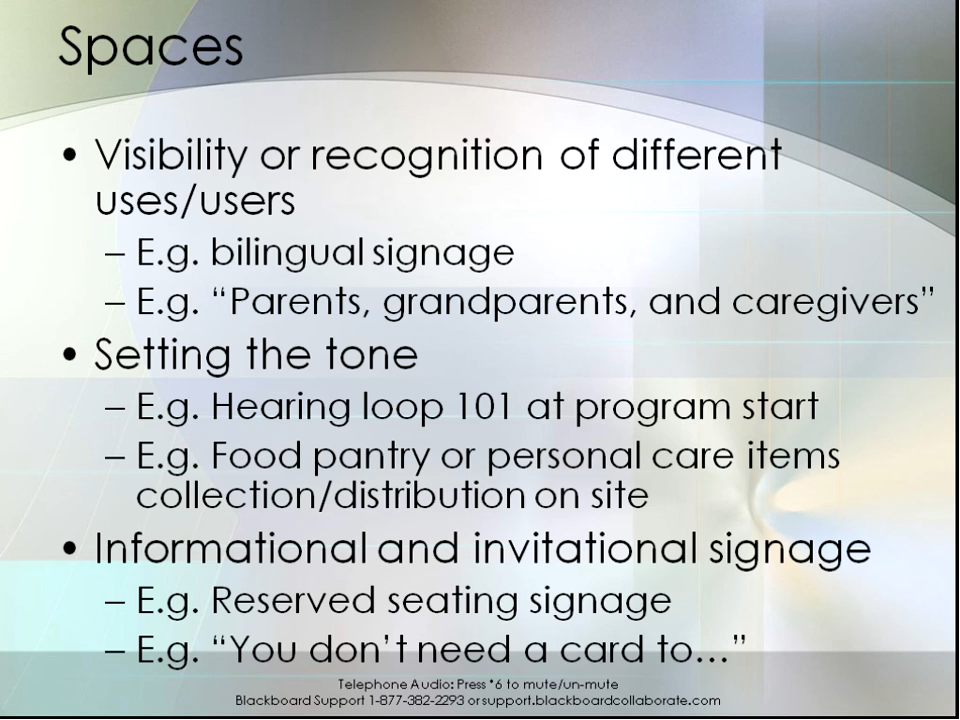 Spaces
• Visibility or recognition of different
uses/users
– E.g. bilingual signage
– E.g. “Parents, grandparents, and caregivers”
• Setting the tone
– E.g. Hearing loop 101 at program start
– E.g. Food pantry or personal care items
collection/distribution on site
• Informational and invitational signage
– E.g. Reserved seating signage
– E.g. “You don’t need a card to…”
Telephone Audio: Press *6 to mute/un-mute
Blackboard Support 1-877-382-2293 or support.blackboardcollaborate.com